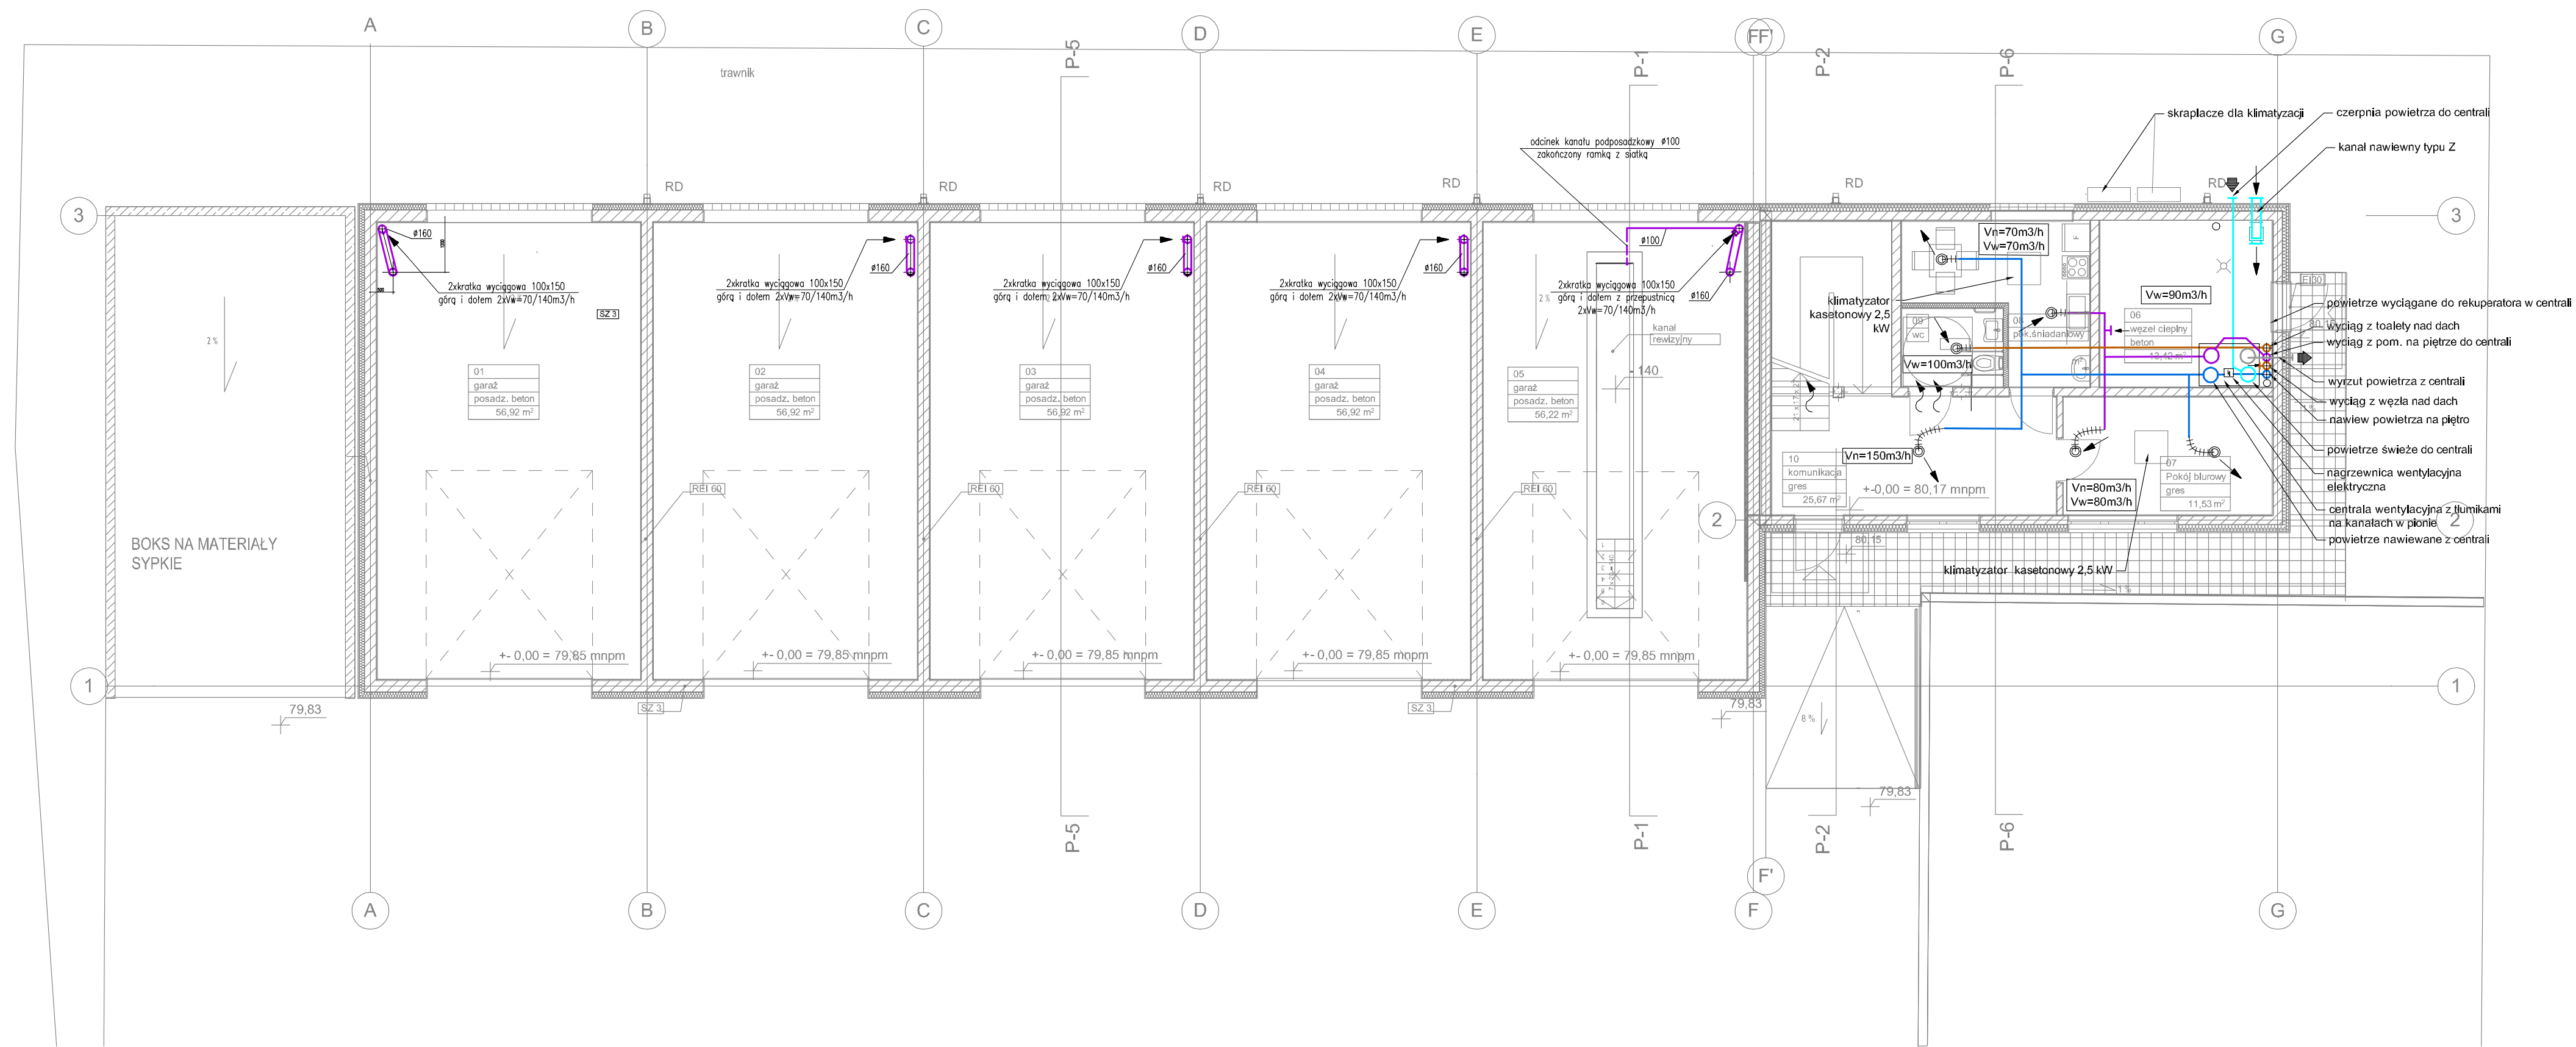 A
B
C
D
E
FF'
G
P-5
P-1
P-2
P-6
trawnik
skraplacze dla klimatyzacji
czerpnia powietrza do centrali
kanał nawiewny typu Z
odcinek kanału podposadzkowy ø100
zakończony ramką z siatką
RD
RD
RD
RD
RD
RD
3
3
ø160
ø160
ø160
ø160
ø100
ø160
2xkratka wyciągowa 100x150
górą i dołem 2xVw=70/140m3/h
2xkratka wyciągowa 100x150
górą i dołem 2xVw=70/140m3/h
2xkratka wyciągowa 100x150
górą i dołem 2xVw=70/140m3/h
2xkratka wyciągowa 100x150
górą i dołem 2xVw=70/140m3/h
2xkratka wyciągowa 100x150
górą i dołem z przepustnicą
2xVw=70/140m3/h
SZ 3
2 %
2 %
kanał
rewizyjny
- 140
Vn=70m3/h
Vw=70m3/h
klimatyzator
kasetonowy 2,5
kW
Vw=90m3/h
EI30
09
wc
08
pok.śniadaniowy
06
węzeł cieplny
beton
13,42 m²
Vw=100m3/h
powietrze wyciągane do rekuperatora w centrali
wyciąg z toalety nad dach
wyciąg z pom. na piętrze do centrali
wyrzut powietrza z centrali
wyciąg z węzła nad dach
nawiew powietrza na piętro
powietrze świeże do centrali
nagrzewnica wentylacyjna
elektryczna
centrala wentylacyjna z tłumikami
na kanałach w pionie
powietrze nawiewane z centrali
01
garaż
posadz. beton
56,92 m²
02
garaż
posadz. beton
56,92 m²
03
garaż
posadz. beton
56,92 m²
04
garaż
posadz. beton
56,92 m²
05
garaż
posadz. beton
56,22 m²
10
komunikacja
gres
25,67 m²
Vn=150m3/h
+-0,00 = 80,17 mnpm
Vn=80m3/h
Vw=80m3/h
07
Pokój biurowy
gres
11,53 m²
REI 60
REI 60
REI 60
REI 60
2
2
BOKS NA MATERIAŁY
SYPKIE
80,15
klimatyzator kasetonowy 2,5 kW
1 %
+- 0,00 = 79,85 mnpm
+- 0,00 = 79,85 mnpm
+- 0,00 = 79,85 mnpm
+- 0,00 = 79,85 mnpm
+- 0,00 = 79,85 mnpm
1
1
79,83
SZ 3
SZ 3
79,83
8 %
79,83
P-5
P-1
P-2
P-6
F'
A
B
C
D
E
F
G